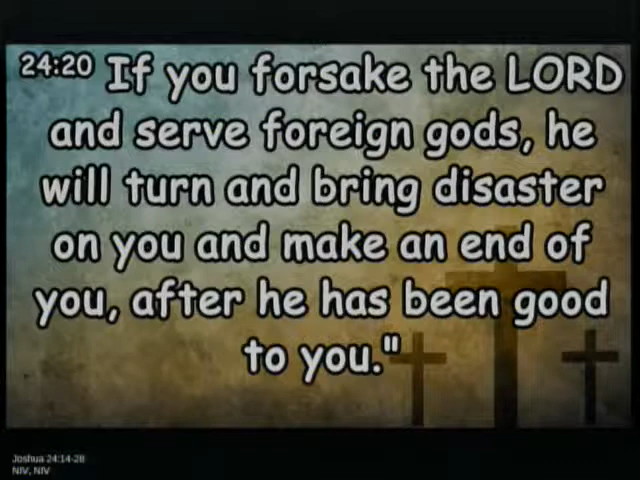 24:20 If you forsake the LORD
and serve foreign gods, he
will turn and bring disaster
on you and make an end of
you, after he has been good
to you."
Joshua 24:14-28
NIV, NIV